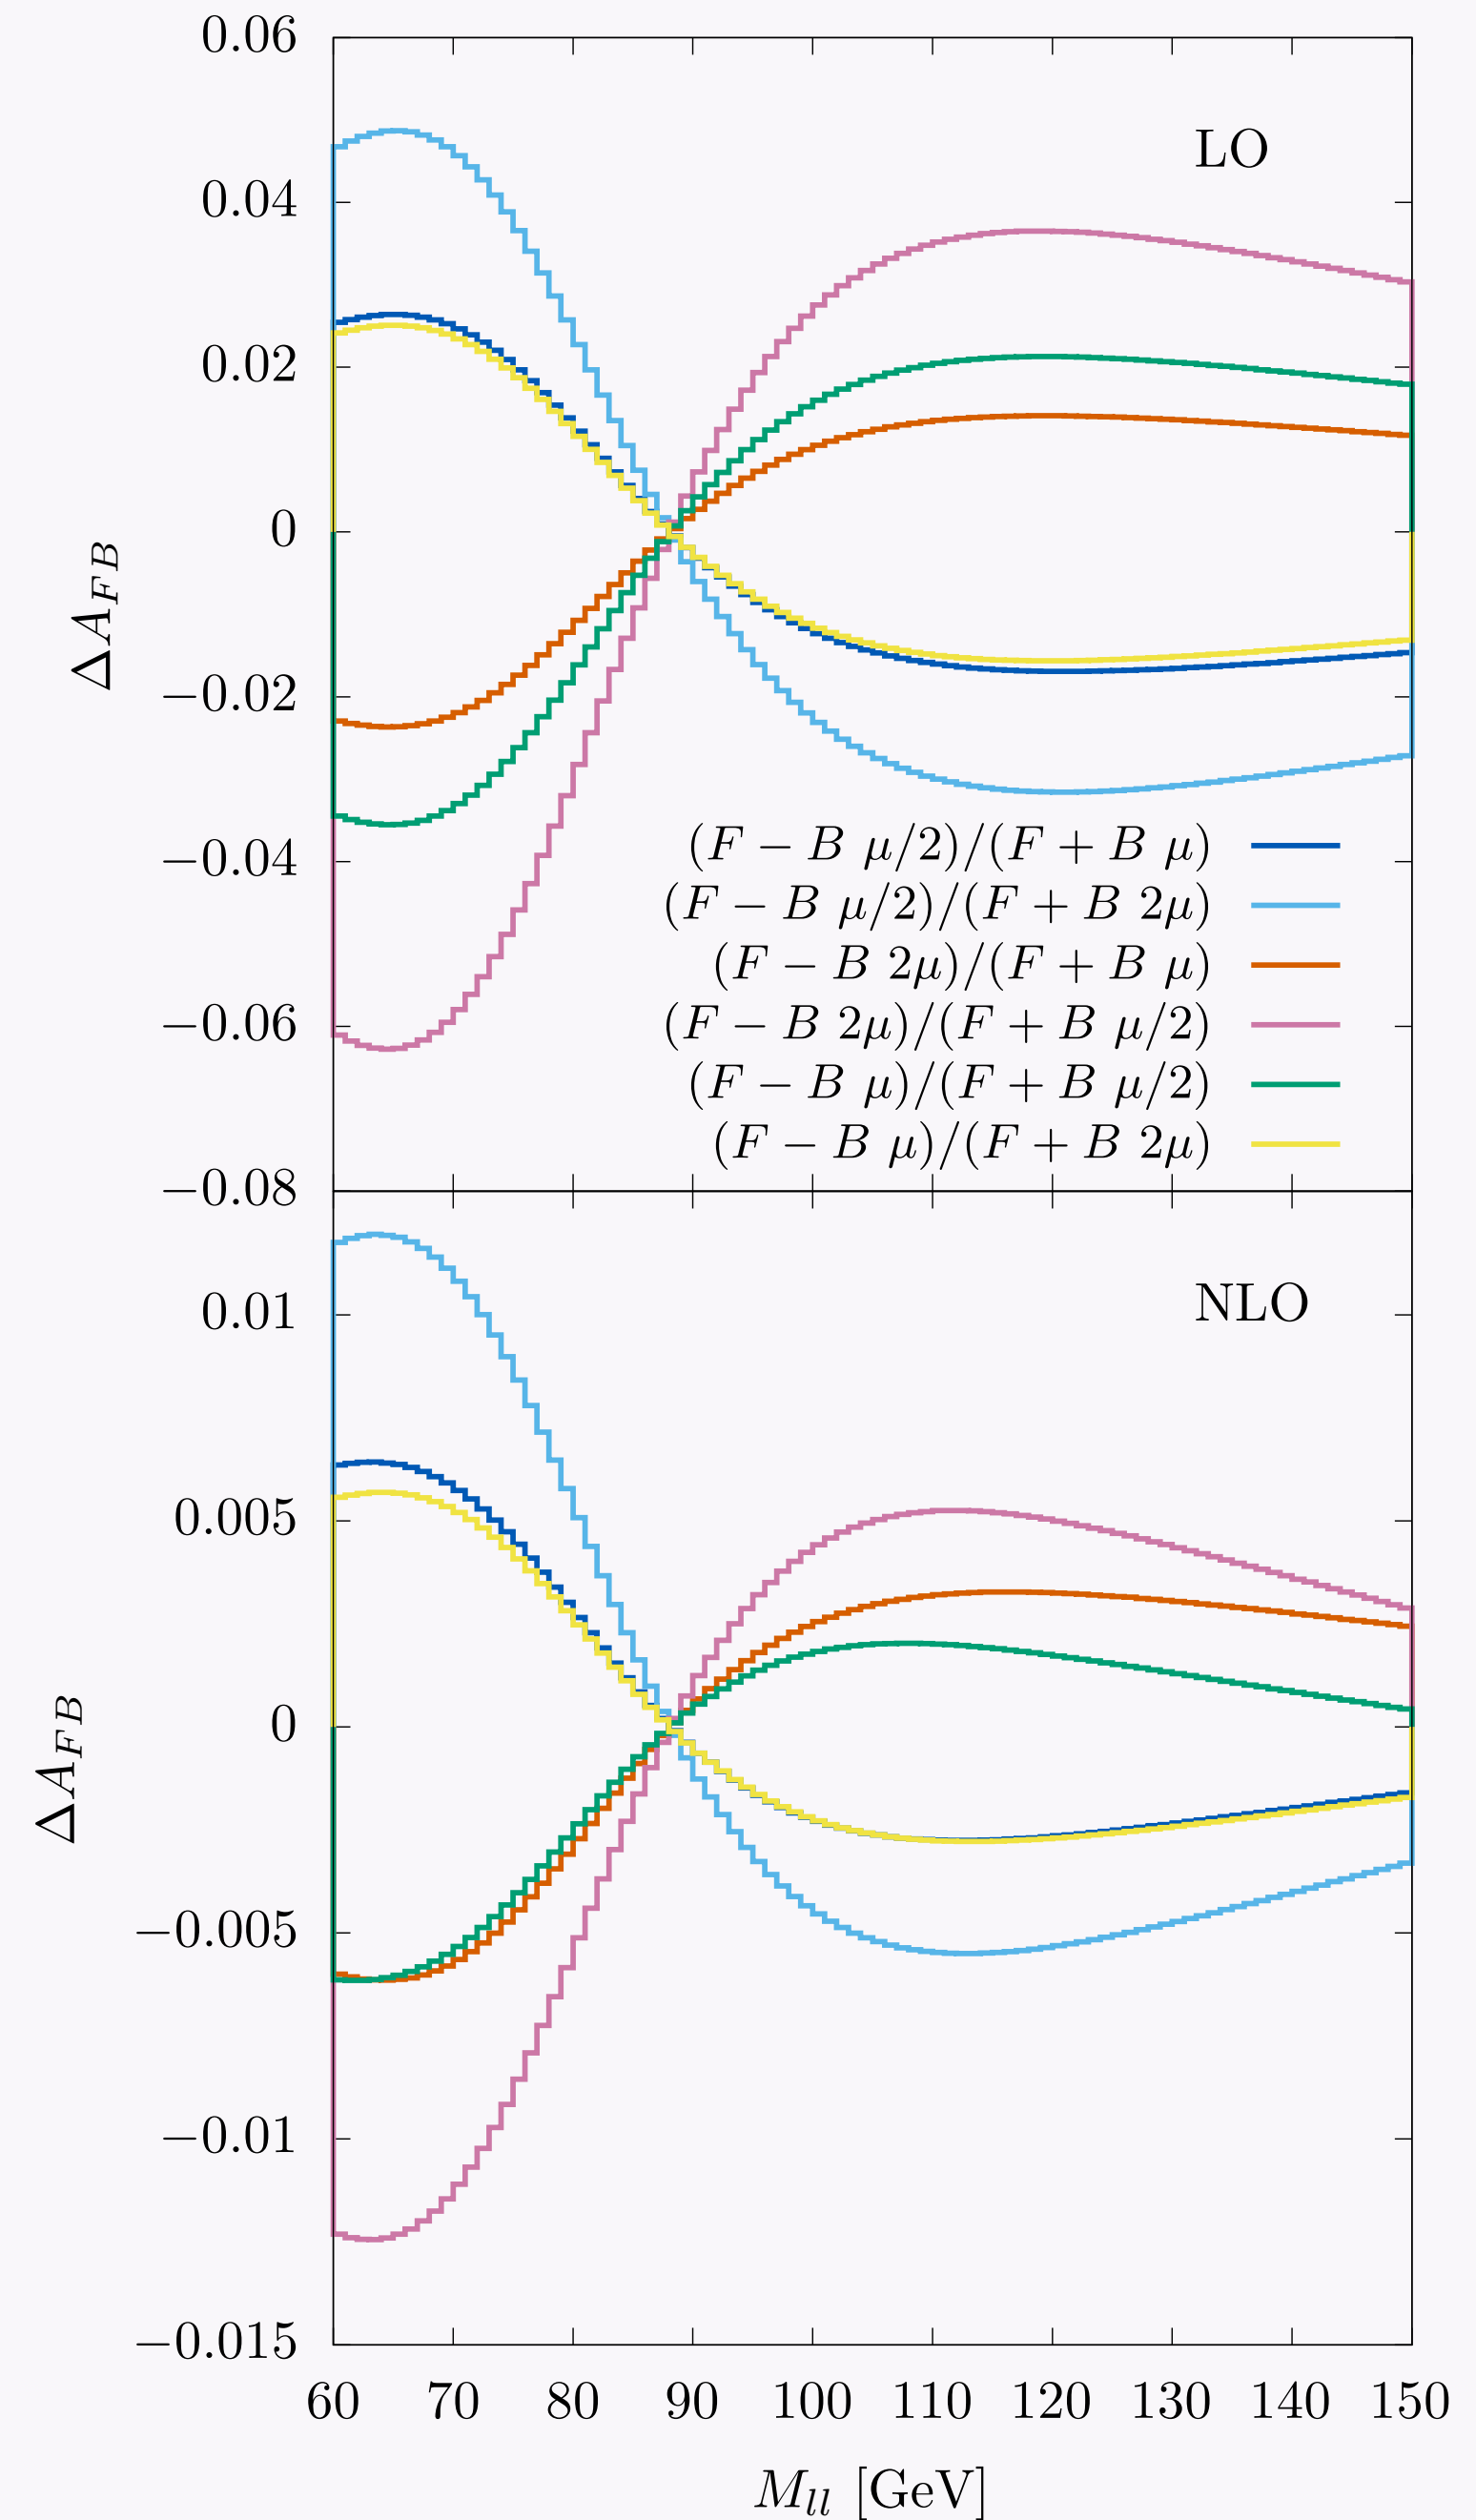 0.06
LO
0.04
0.02
0
ΔA_{FB}
−0.02
−0.04
(F − B μ/2)/(F + B μ)
(F − B μ/2)/(F + B 2μ)
(F − B 2μ)/(F + B μ)
−0.06
(F − B 2μ)/(F + B μ/2)
(F − B μ)/(F + B μ/2)
(F − B μ)/(F + B 2μ)
−0.08
NLO
0.01
0.005
0
ΔA_{FB}
−0.005
−0.01
−0.015
60 70 80 90 100 110 120 130 140 150
M_{ll} [GeV]